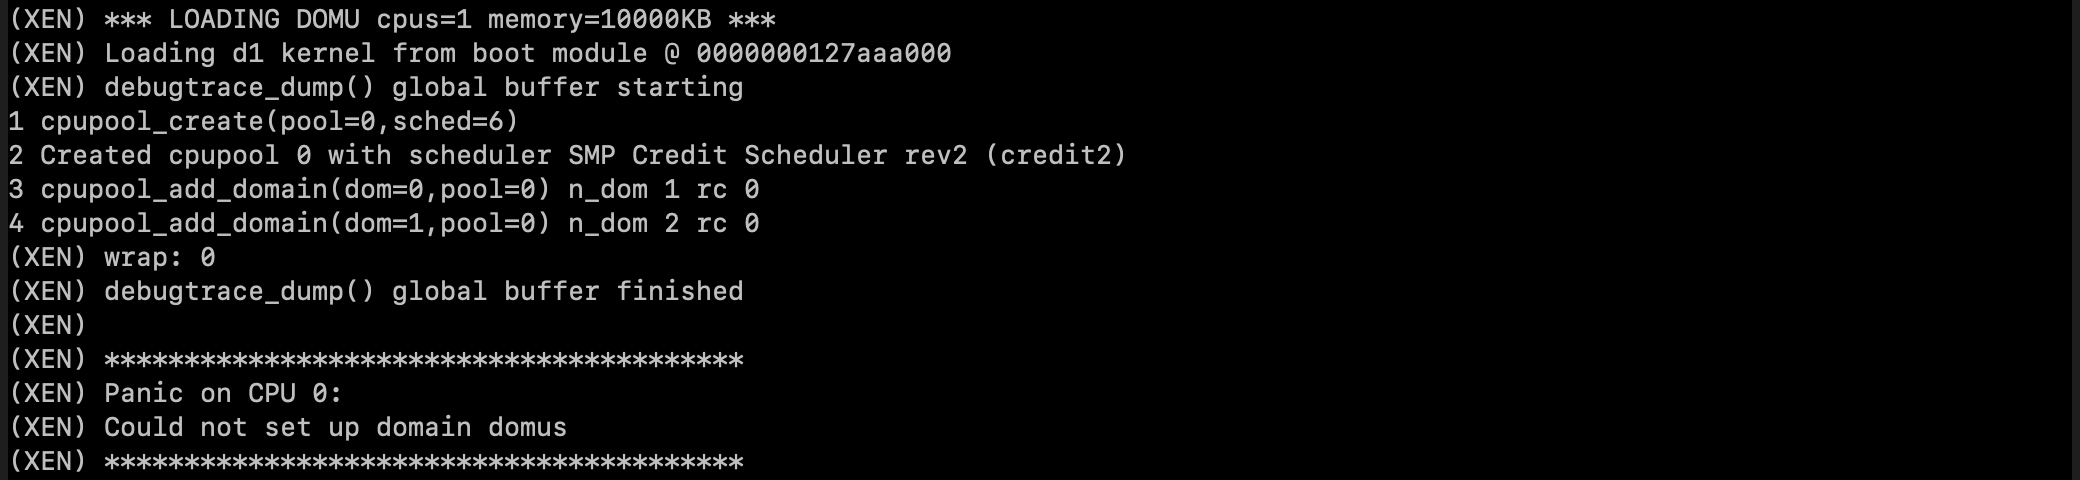 (XEN) *** LOADING DOMU cpus=1 memory=10000KB ***
(XEN) Loading d1 kernel from boot module @ 0000000127aaa000
(XEN) debugtrace_dump() global buffer starting
1 cpupool_create(pool=0,sched=6)
2 Created cpupool 0 with scheduler SMP Credit Scheduler rev2 (credit2)
3 cpupool_add_domain(dom=0,pool=0) n_dom 1 rc 0
4 cpupool_add_domain(dom=1,pool=0) n_dom 2 rc 0
(XEN) wrap: 0
(XEN) debugtrace_dump() global buffer finished
(XEN)
(XEN) ****************************************
(XEN) Panic on CPU 0:
(XEN) Could not set up domain domus
(XEN) ****************************************